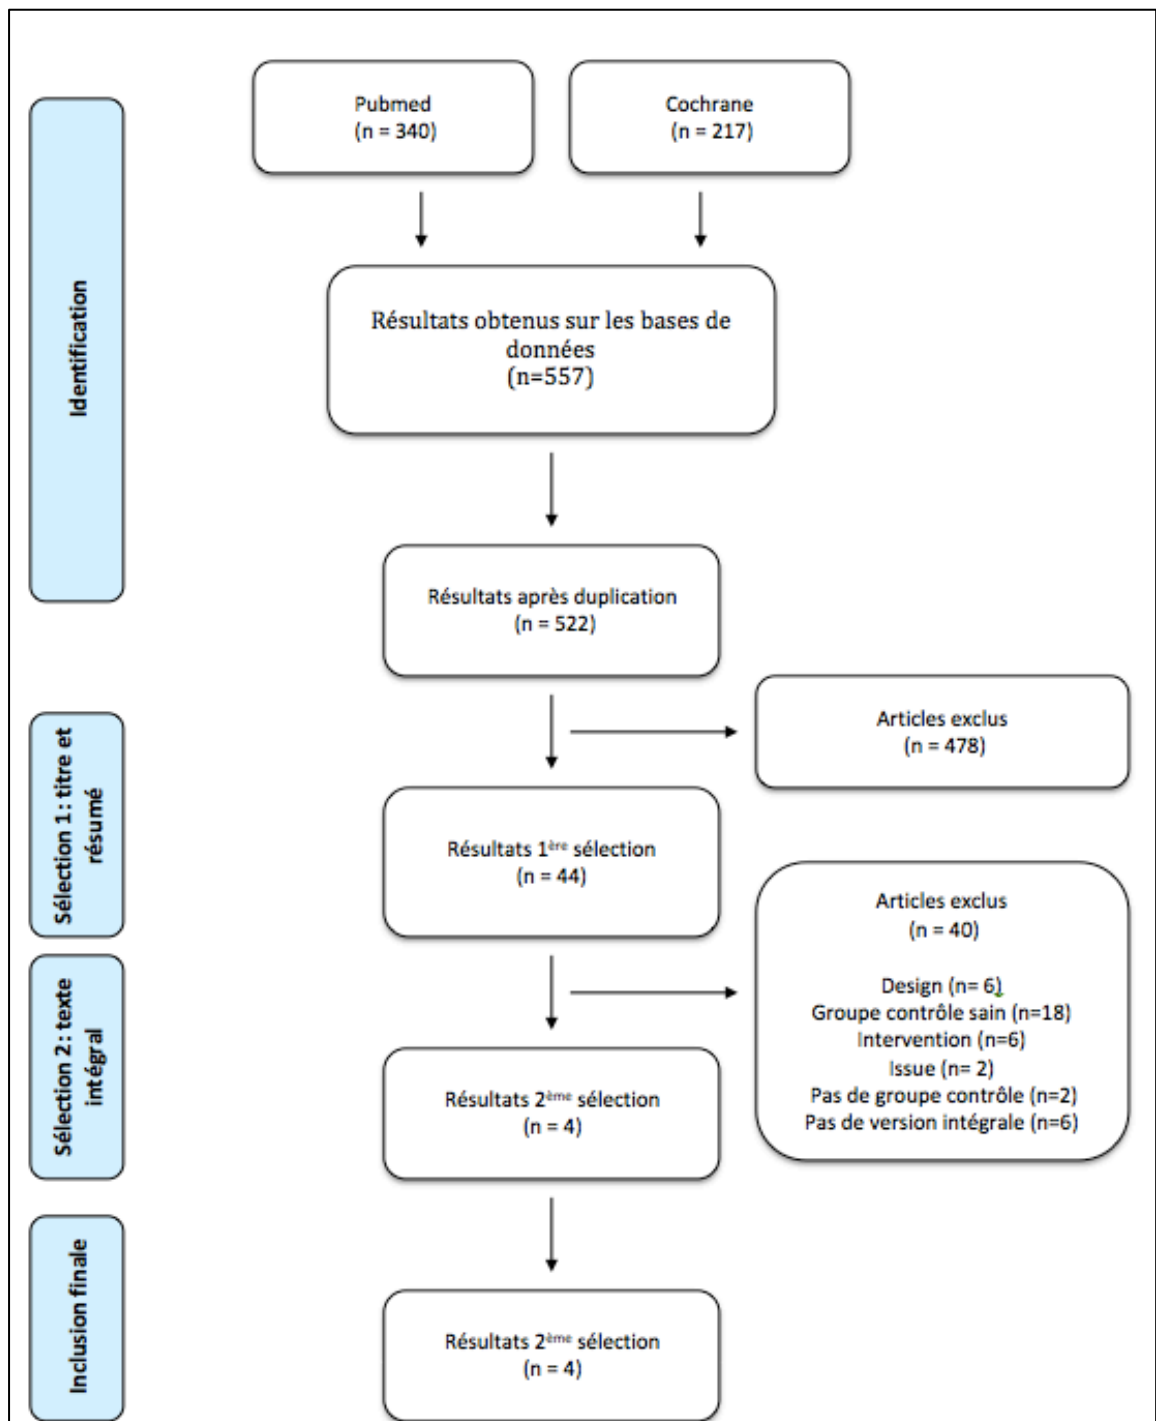 Identification
Pubmed
(n = 340)
Cochrane
(n = 217)
Résultats obtenus sur les bases de
données
(n=557)
Résultats après duplication
(n = 522)
Sélection 1 : titre et
résumé
Articles exclus
(n = 478)
Résultats 1ère sélection
(n = 44)
Sélection 2 : texte
intégral
Articles exclus
(n = 40)
Design (n= 6)
Groupe contrôle sain (n=18)
Intervention (n=6)
Issue (n= 2)
Pas de groupe contrôle (n=2)
Pas de version intégrale (n=6)
Résultats 2ème sélection
(n = 4)
Inclusion finale
Résultats 2ème sélection
(n = 4)